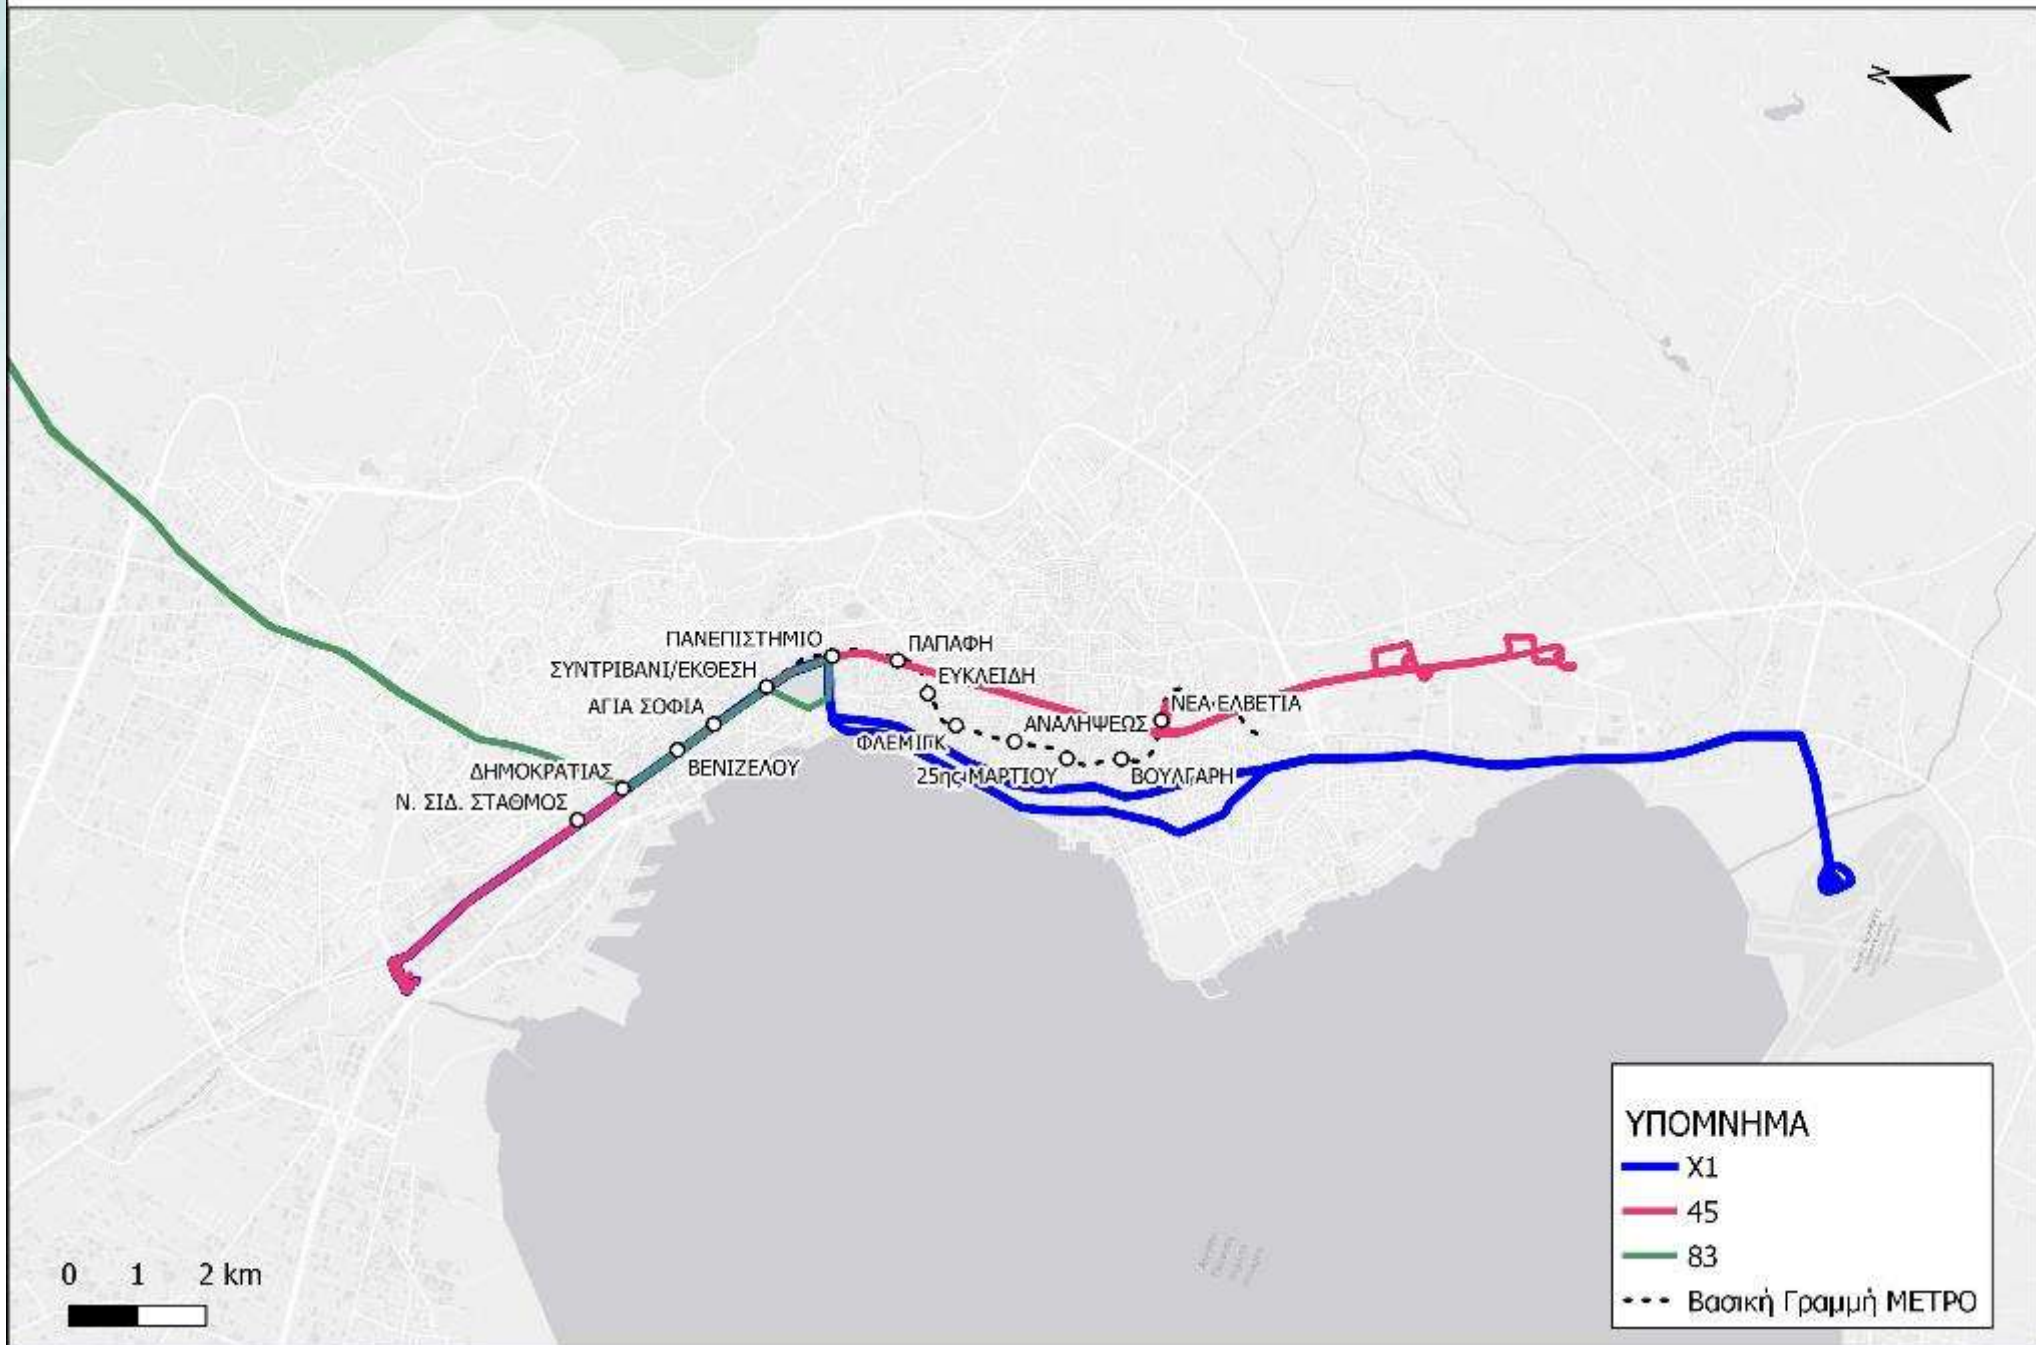 N
ΠΑΝΕΠΙΣΤΗΜΙΟ
ΠΑΠΑΦΗ
ΣΥΝΤΡΙΒΑΝΙ/ΕΚΘΕΣΗ
ΕΥΚΛΕΙΔΗ
ΑΓΙΑ ΣΟΦΙΑ
ΝΕΑ ΕΛΒΕΤΙΑ
ΑΝΑΛΗΨΕΩΣ
ΦΛΕΜΙΓΚ
ΒΕΝΙΖΕΛΟΥ
ΔΗΜΟΚΡΑΤΙΑΣ
25ης ΜΑΡΤΙΟΥ
ΒΟΥΛΓΑΡΗ
Ν. ΣΙΔ. ΣΤΑΘΜΟΣ
ΥΠΟΜΝΗΜΑ
X1
45
83
Βασική Γραμμή ΜΕΤΡΟ
0 1 2 km